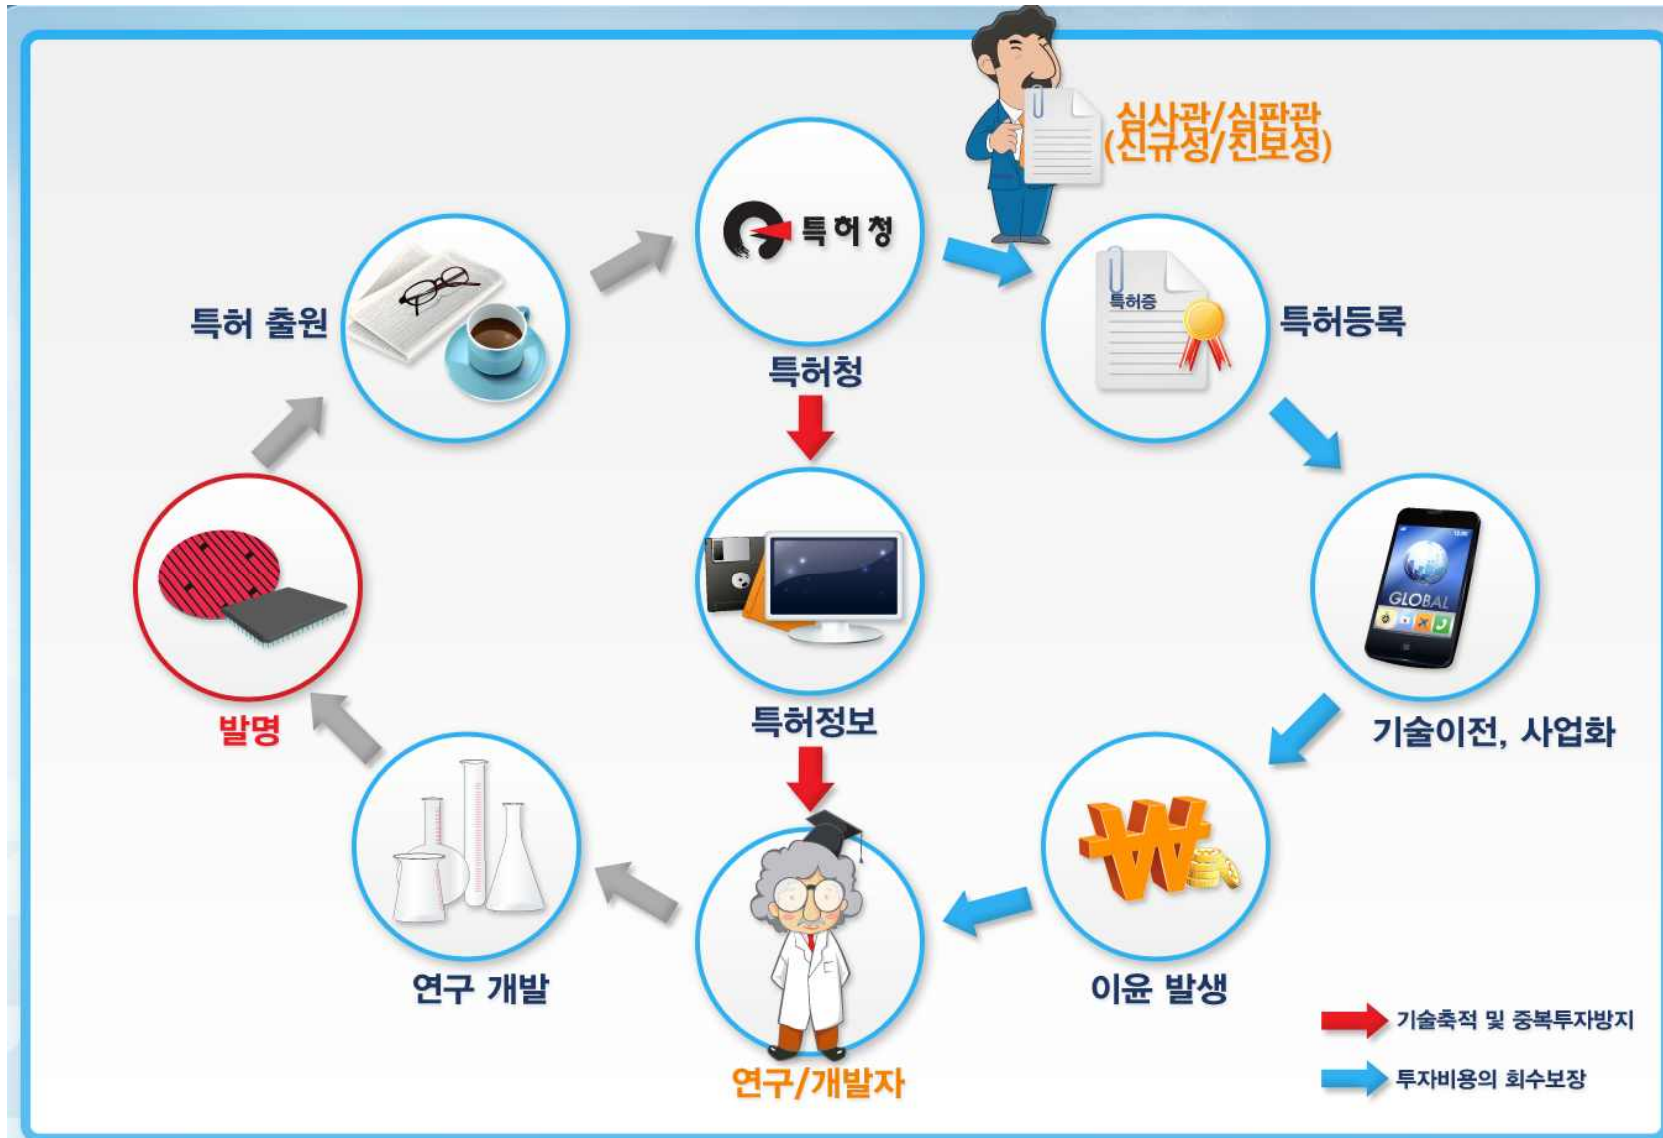 심사관/심판관
(신규성/진보성)
특허청
특허청
특허 출원
특허증
특허등록
발명
특허정보
GLOBAL
기술이전, 사업화
연구 개발
이윤 발생
연구/개발자
기술축적 및 중복투자방지
투자비용의 회수보장